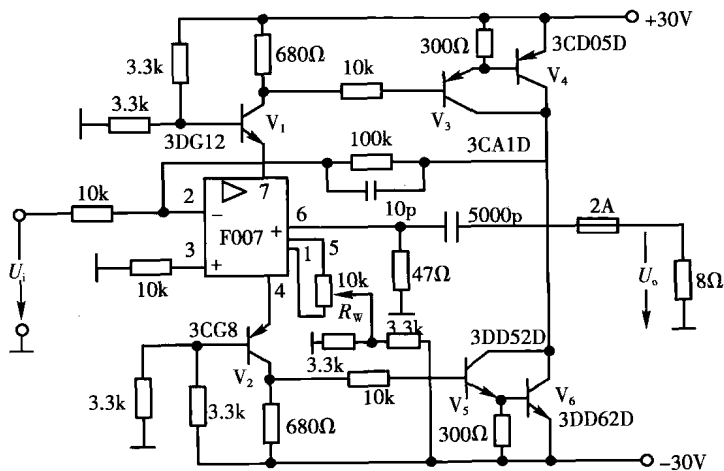 +30V
680Ω
300Ω
3CD05D
3.3k
10k
V₄
3.3k
V₁
V₃
3DG12
100k
3CA1D
7
10k
2
−
6
10p
5000p
2A
F007
+
5
1
3
+
10k
47Ω
8Ω
Uᵢ
10k
4
R_W
Uₒ
3CG8
3.3k
3DD52D
3.3k
V₂
V₅
V₆
3.3k
3.3k
10k
3DD62D
680Ω
300Ω
−30V